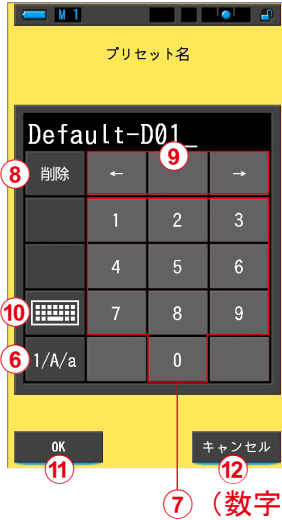 M 1
プリセット名
Default-D01_
⑨
⑧ 削除 ← →
1 2 3
4 5 6
⑩ 7 8 9
⑥ 1/A/a 0
OK キャンセル
⑪ ⑫
⑦ (数字